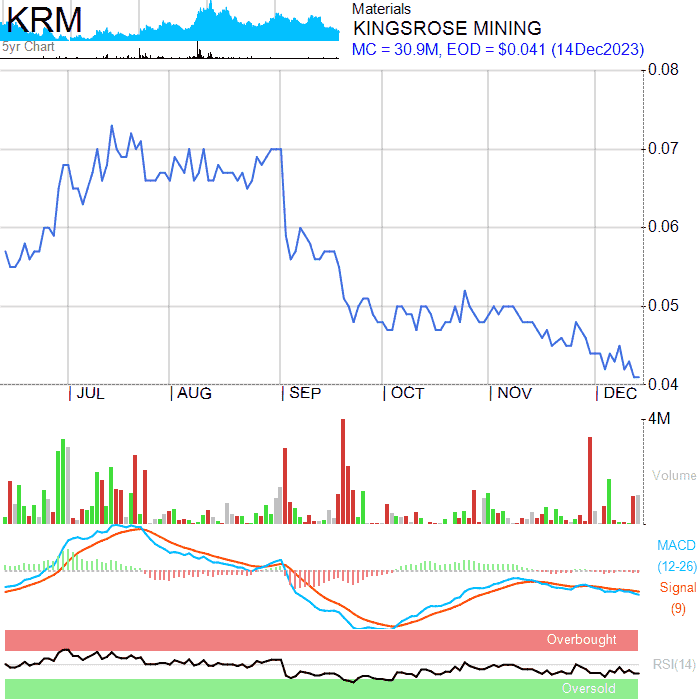 KRM
5yr Chart
Materials
KINGSROSE MINING
MC = 30.9M, EOD = $0.041 (14Dec2023)
0.08
0.07
0.06
0.05
0.04
JUL AUG SEP OCT NOV DEC
4M
Volume
MACD
(12-26)
Signal
(9)
Overbought
RSI(14)
Oversold